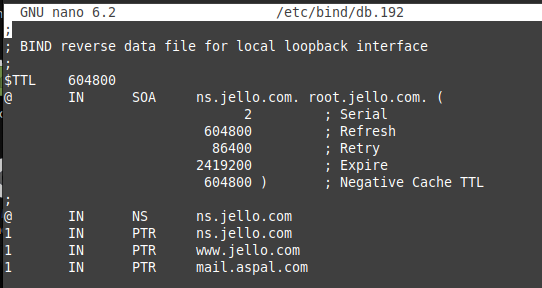 GNU nano 6.2 /etc/bind/db.192
;
; BIND reverse data file for local loopback interface
;
$TTL 604800
@ IN SOA ns.jello.com. root.jello.com. (
2 ; Serial
604800 ; Refresh
86400 ; Retry
2419200 ; Expire
604800 ) ; Negative Cache TTL
;
@ IN NS ns.jello.com
1 IN PTR ns.jello.com
1 IN PTR www.jello.com
1 IN PTR mail.aspal.com